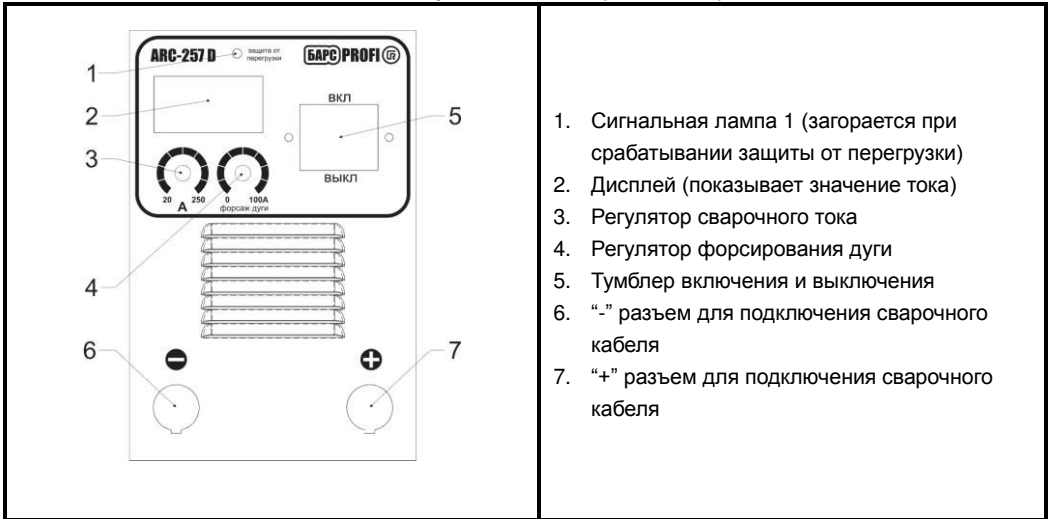 ARC-257 D
защита от
перегрузки
БАРС PROFI
1
2
3
4
5
6
7
ВКЛ
ВЫКЛ
20 250
A
0 100A
форсаж дуги
1. Сигнальная лампа 1 (загорается при
срабатывании защиты от перегрузки)
2. Дисплей (показывает значение тока)
3. Регулятор сварочного тока
4. Регулятор форсирования дуги
5. Тумблер включения и выключения
6. “-” разъем для подключения сварочного
кабеля
7. “+” разъем для подключения сварочного
кабеля